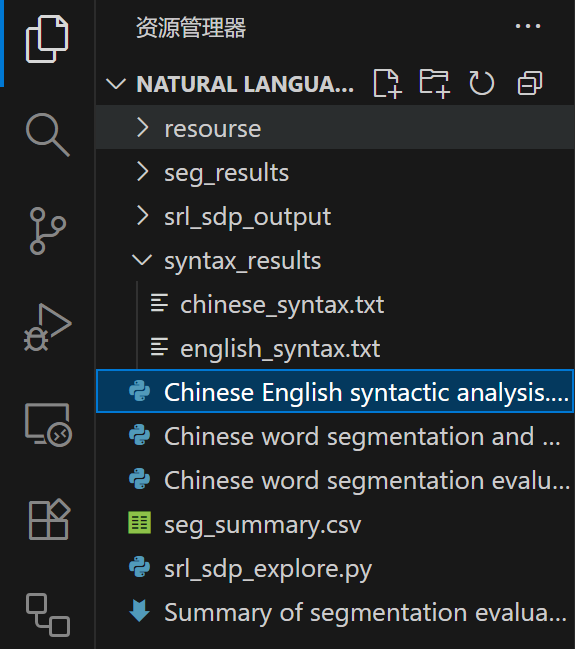 资源管理器
NATURAL LANGUA...
resourse
seg_results
srl_sdp_output
syntax_results
chinese_syntax.txt
english_syntax.txt
Chinese English syntactic analysis....
Chinese word segmentation and ...
Chinese word segmentation evalu...
seg_summary.csv
srl_sdp_explore.py
Summary of segmentation evalua...